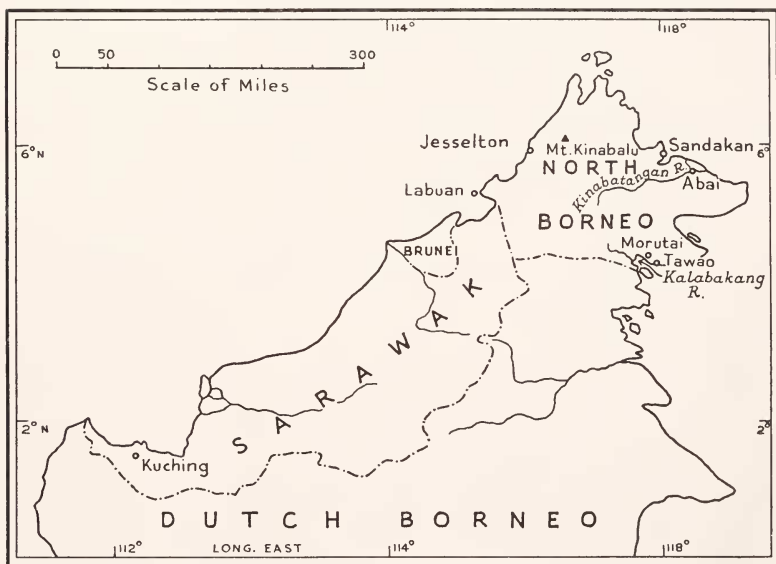 114° 118°
0 50 300
Scale of Miles
6°N 6°
Jesselton
Mt. Kinabalu
Sandakan
NORTH
Kinabatangan R.
Abai
Labuan
BORNEO
BRUNEI
Morutai
Tawao
Kalabakang
R.
SARAWAK
2°N 2°
Kuching
DUTCH BORNEO
112° LONG. EAST 114° 118°